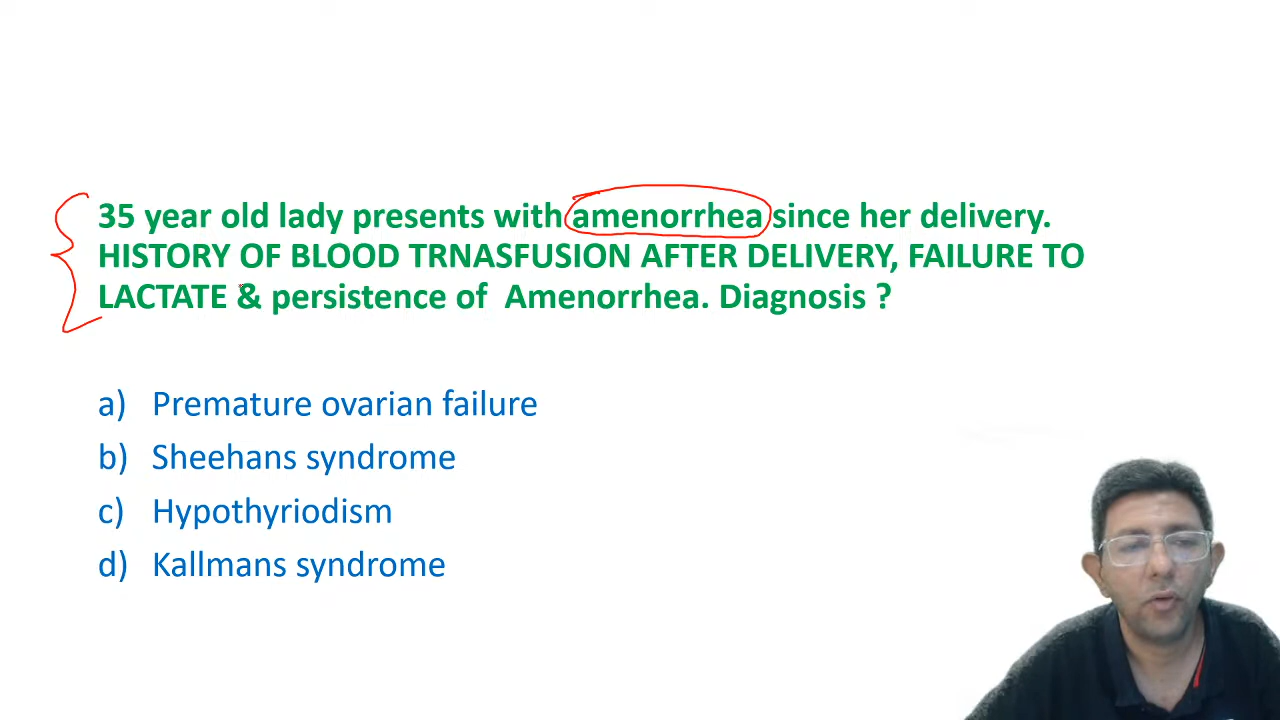 35 year old lady presents with amenorrhea since her delivery.
HISTORY OF BLOOD TRNASFUSION AFTER DELIVERY, FAILURE TO
LACTATE & persistence of Amenorrhea. Diagnosis ?
a) Premature ovarian failure
b) Sheehans syndrome
c) Hypothyriodism
d) Kallmans syndrome